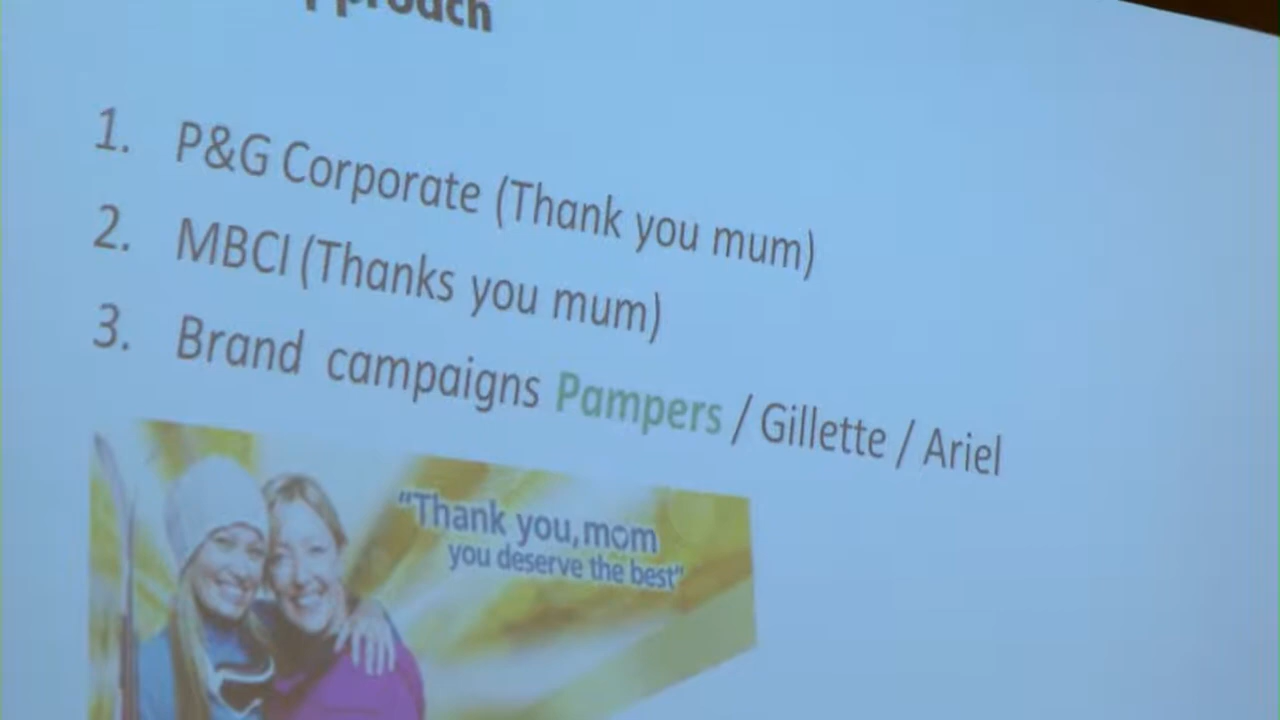 1. P&G Corporate (Thank you mum)
2. MBCI (Thanks you mum)
3. Brand campaigns Pampers / Gillette / Ariel
"Thank you, mom
you deserve the best"